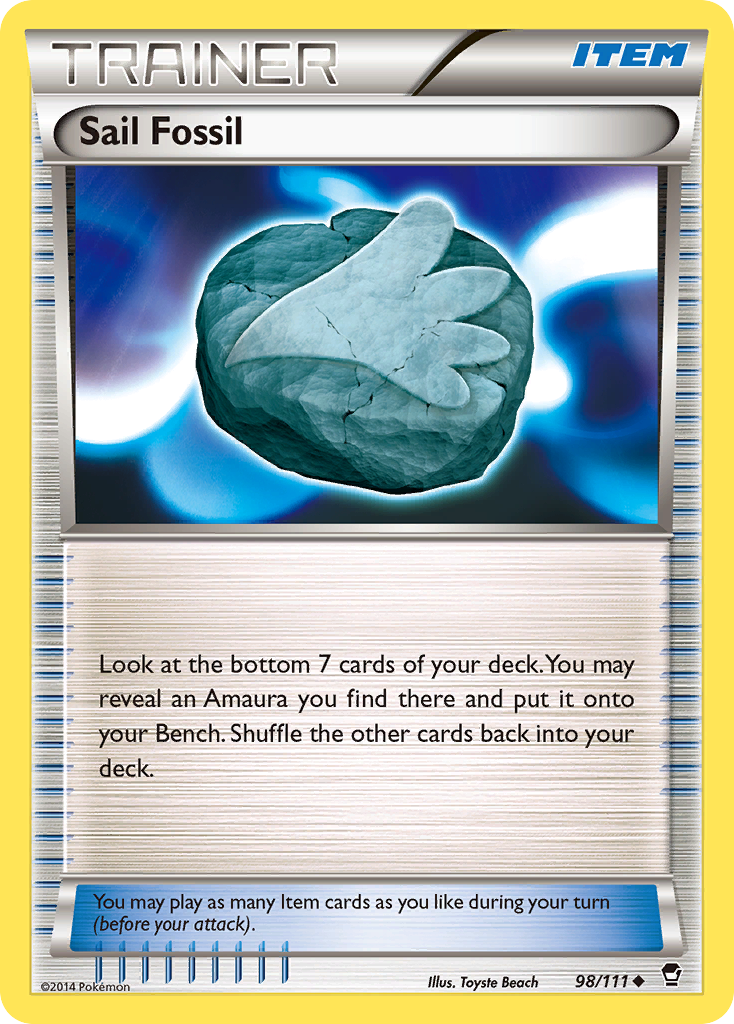 TRAINER
ITEM
Sail Fossil
Look at the bottom 7 cards of your deck. You may
reveal an Amaura you find there and put it onto
your Bench. Shuffle the other cards back into your
deck.
You may play as many Item cards as you like during your turn
(before your attack).
©2014 Pokémon
Illus. Toyste Beach
98/111